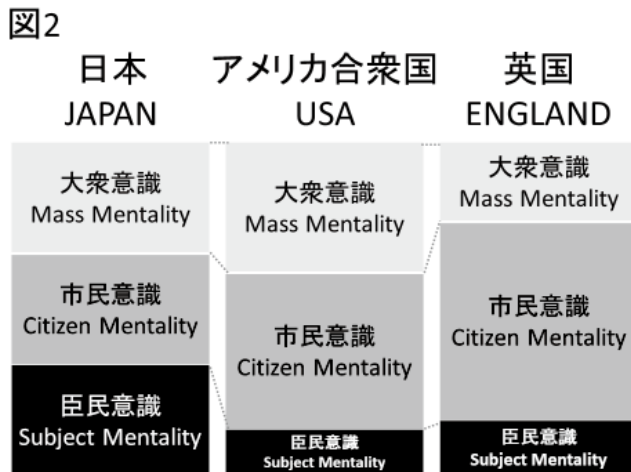 図2
日本
JAPAN
アメリカ合衆国
USA
英国
ENGLAND
大衆意識
Mass Mentality
市民意識
Citizen Mentality
臣民意識
Subject Mentality
大衆意識
Mass Mentality
市民意識
Citizen Mentality
臣民意識
Subject Mentality
大衆意識
Mass Mentality
市民意識
Citizen Mentality
臣民意識
Subject Mentality